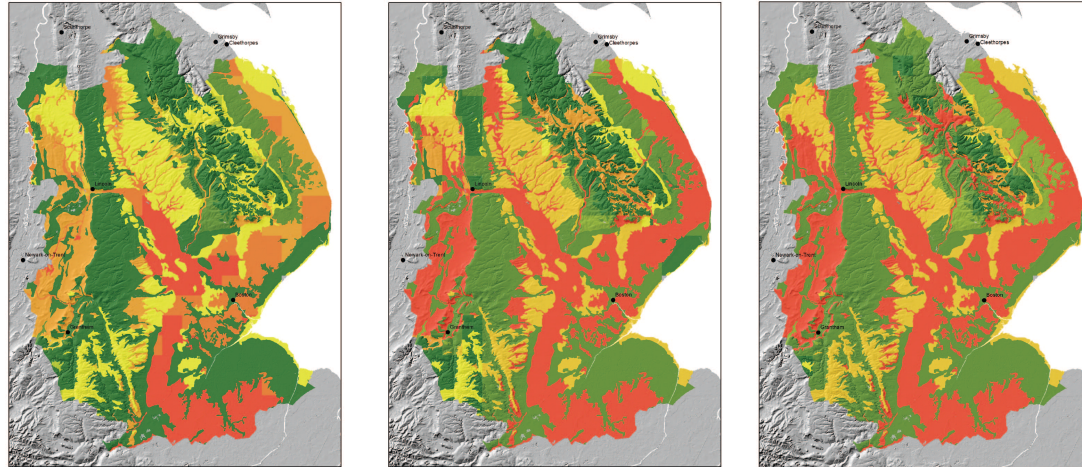 Scunthorpe
Grimsby
Cleethorpes
Lincoln
Newark-on-Trent
Boston
Grantham
Scunthorpe
Grimsby
Cleethorpes
Lincoln
Newark-on-Trent
Boston
Grantham
Scunthorpe
Grimsby
Cleethorpes
Lincoln
Newark-on-Trent
Boston
Grantham